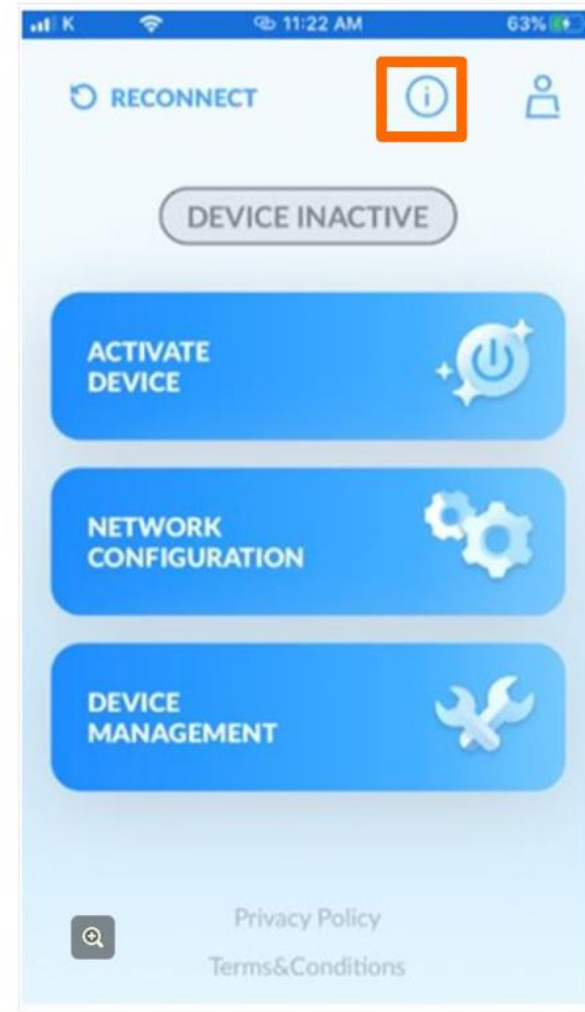 K 11:22 AM 63%
RECONNECT
DEVICE INACTIVE
ACTIVATE
DEVICE
NETWORK
CONFIGURATION
DEVICE
MANAGEMENT
Privacy Policy
Terms&Conditions